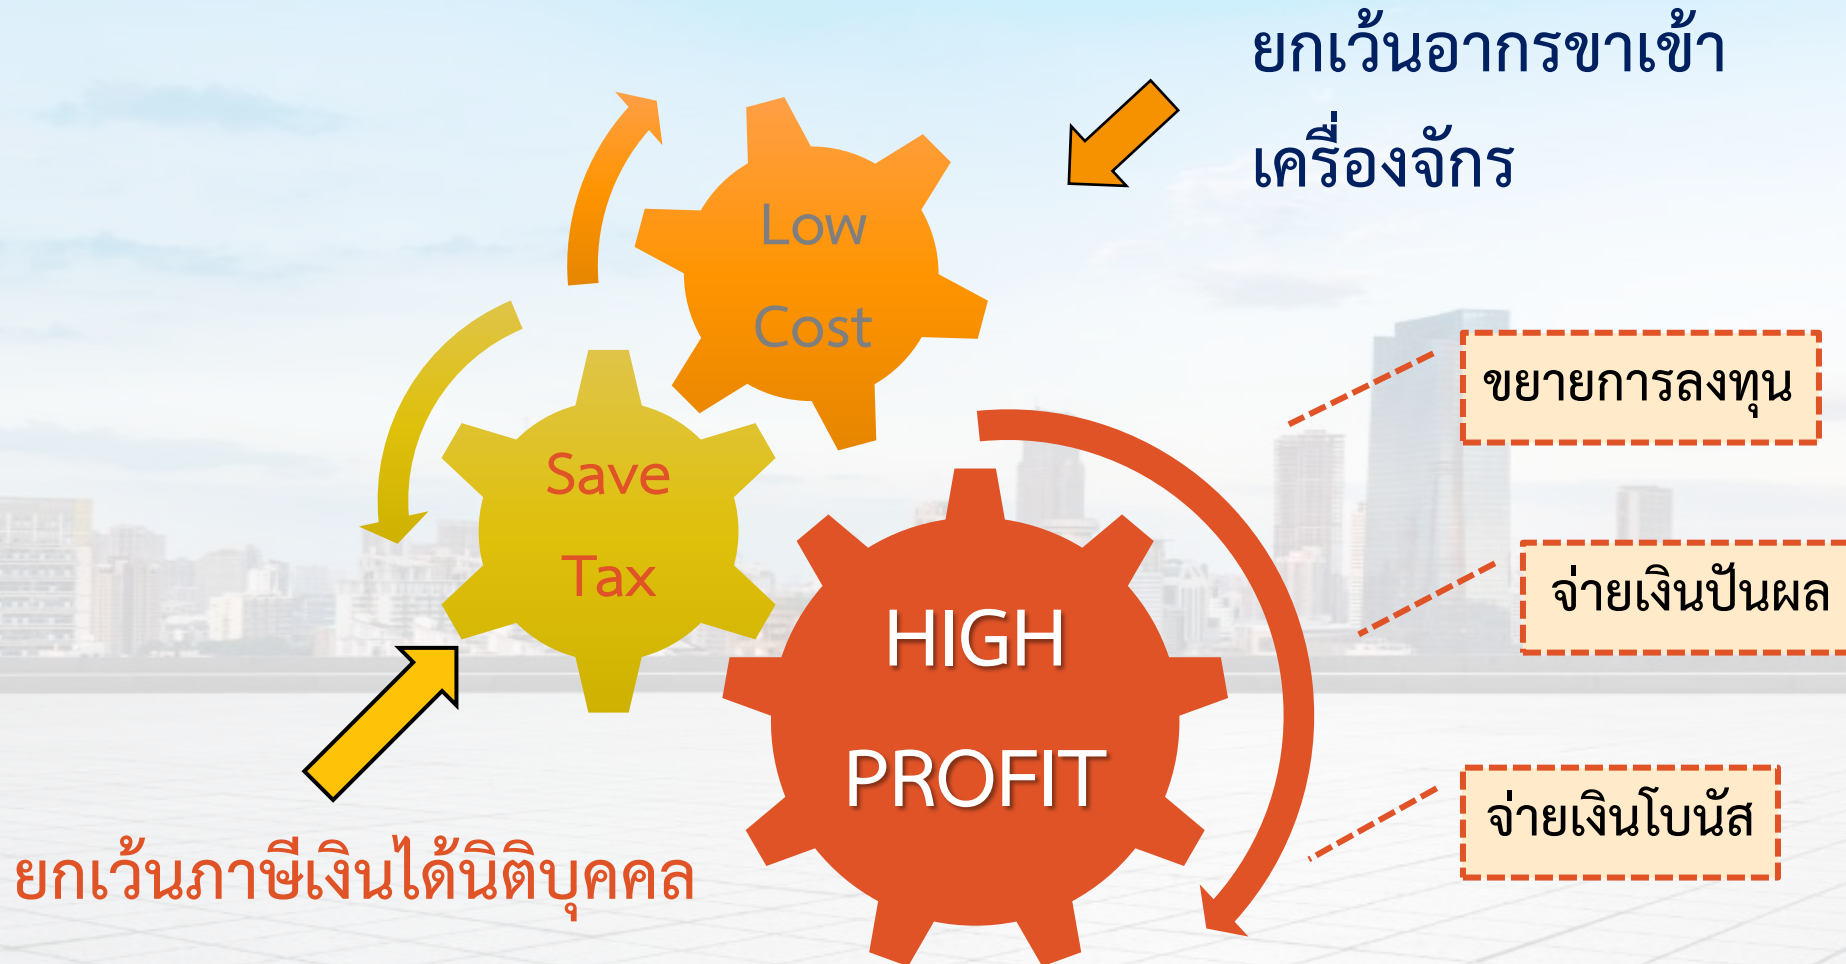 ยกเว้นอากรขาเข้า
เครื่องจักร
Low
Cost
Save
Tax
HIGH
PROFIT
ขยายการลงทุน
จ่ายเงินปันผล
จ่ายเงินโบนัส
ยกเว้นภาษีเงินได้นิติบุคคล